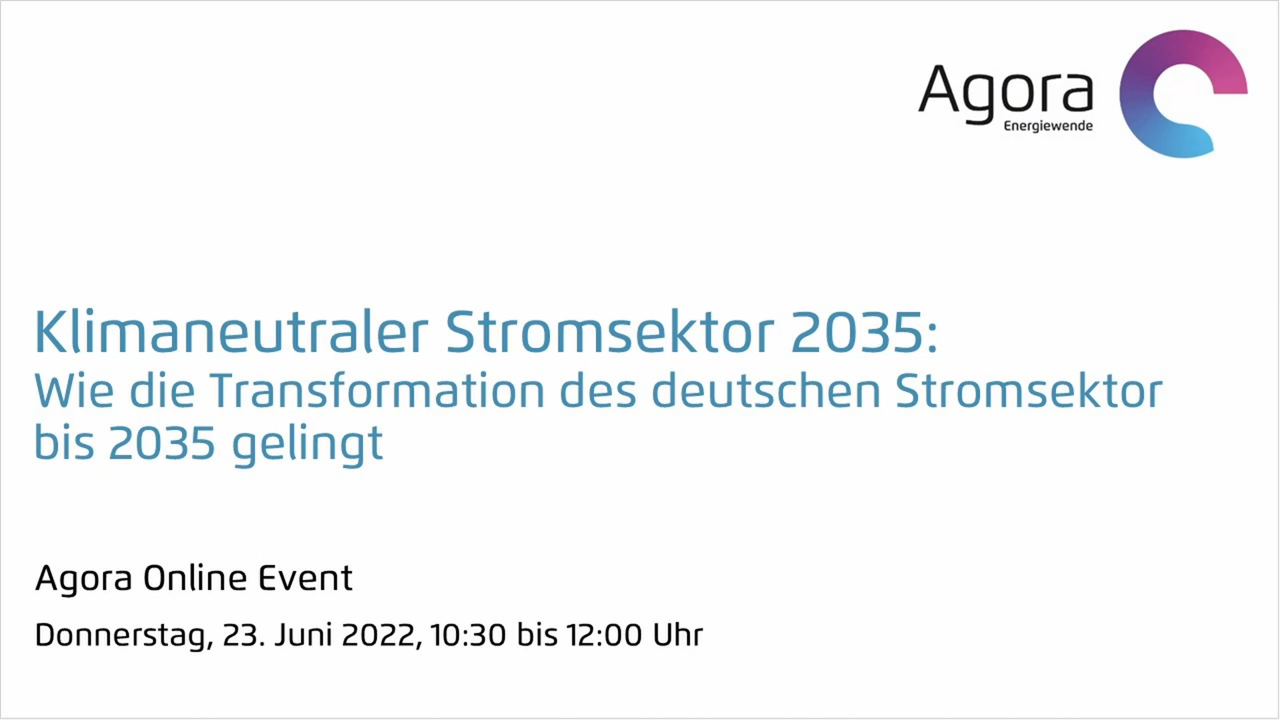 Agora
Energiewende
Klimaneutraler Stromsektor 2035:
Wie die Transformation des deutschen Stromsektor
bis 2035 gelingt
Agora Online Event
Donnerstag, 23. Juni 2022, 10:30 bis 12:00 Uhr